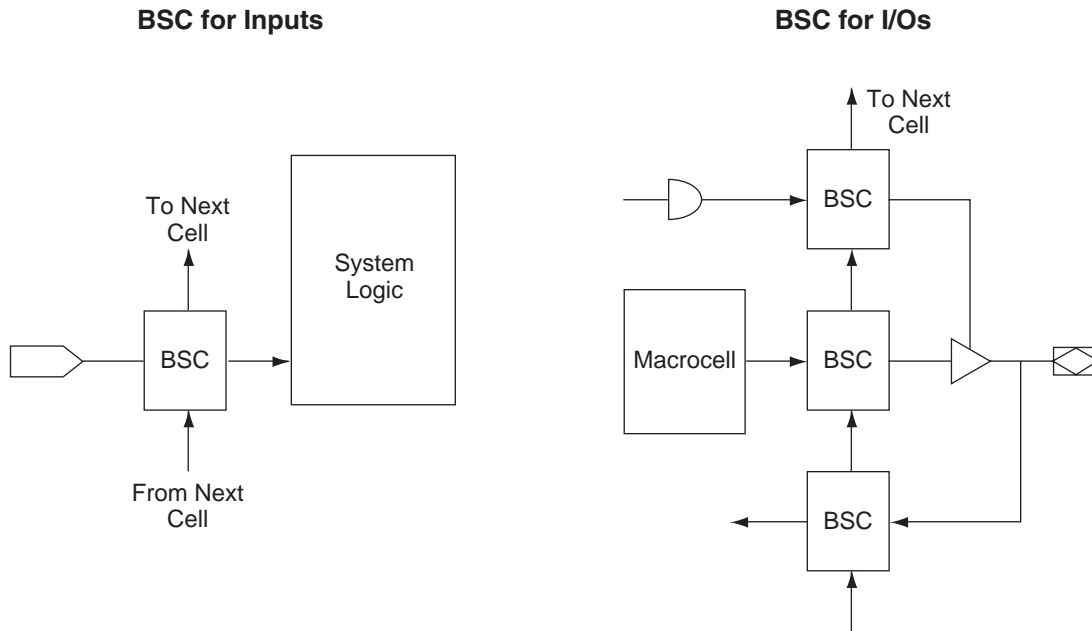 BSC for Inputs
To Next
Cell
System
Logic
BSC
From Next
Cell
BSC for I/Os
To Next
Cell
BSC
Macrocell
BSC
BSC